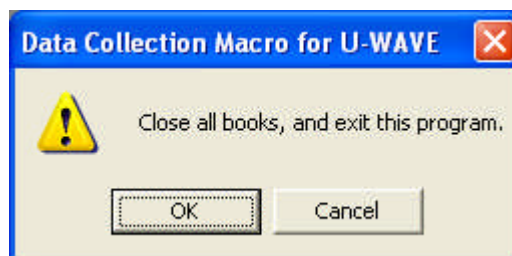 Data Collection Macro for U-WAVE
Close all books, and exit this program.
OK
Cancel